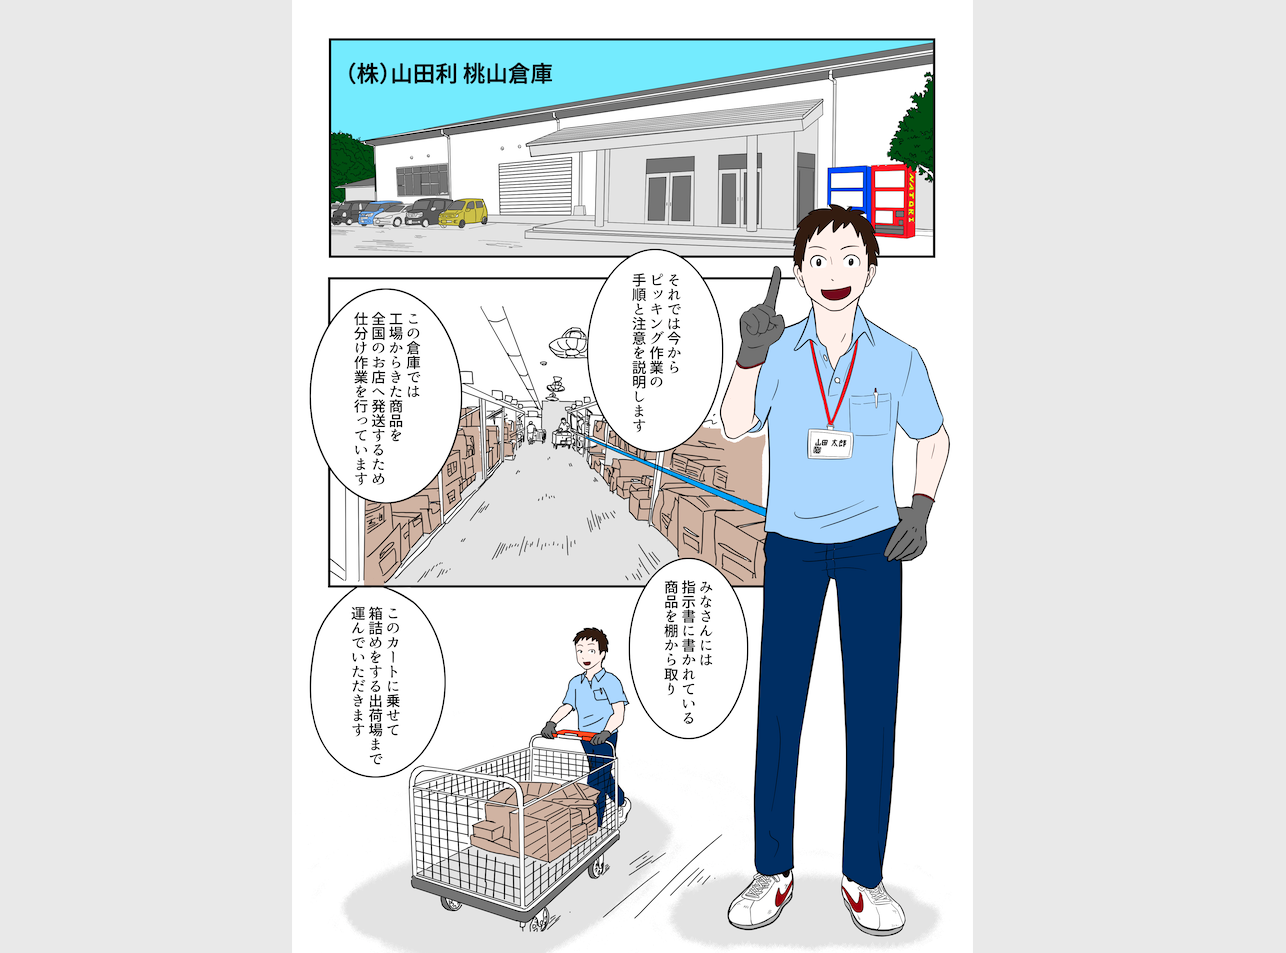 (株)山田利 桃山倉庫
WATORI
それでは今から
ピッキング作業の
手順と注意を説明します
この倉庫では
工場からきた商品を
全国のお店へ発送するため
仕分け作業を行っています
山田 太郎
みなさんには
指示書に書かれている
商品を棚から取り
このカートに乗せて
箱詰めをする出荷場まで
運んでいただきます